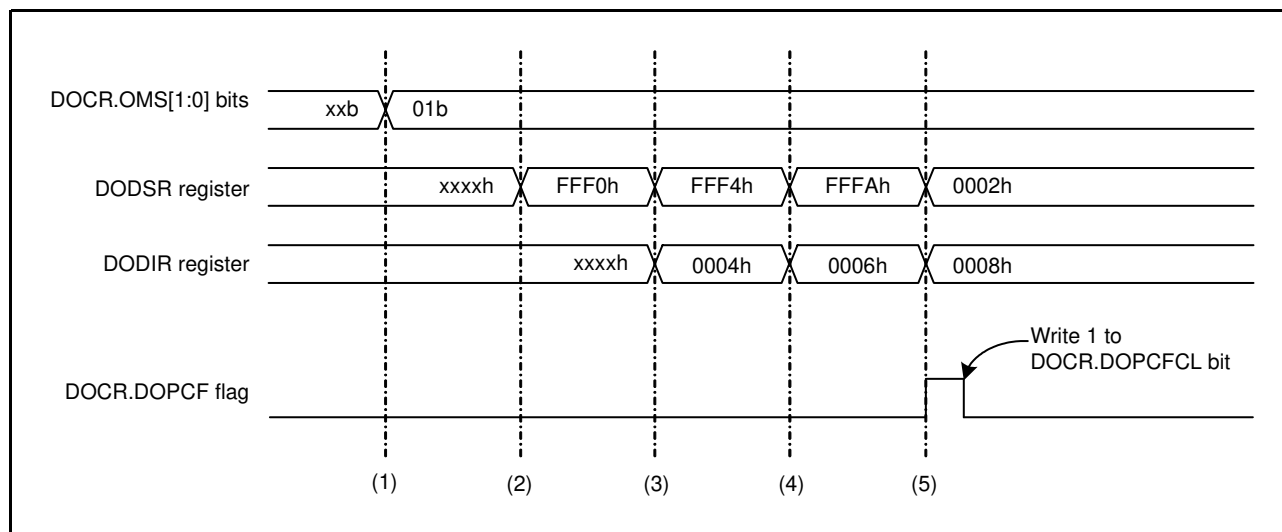 DOCR.OMS[1:0] bits
xxb
01b
DODSR register
xxxxh
FFF0h
FFF4h
FFFAh
0002h
DODIR register
xxxxh
0004h
0006h
0008h
Write 1 to
DOCR.DOPCFCL bit
DOCR.DOPCF flag
(1)
(2)
(3)
(4)
(5)